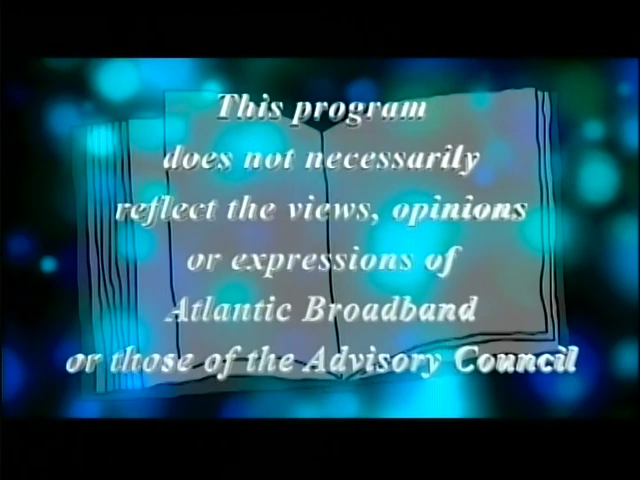 This program
does not necessarily
reflect the views, opinions
or expressions of
Atlantic Broadband
or those of the Advisory Council